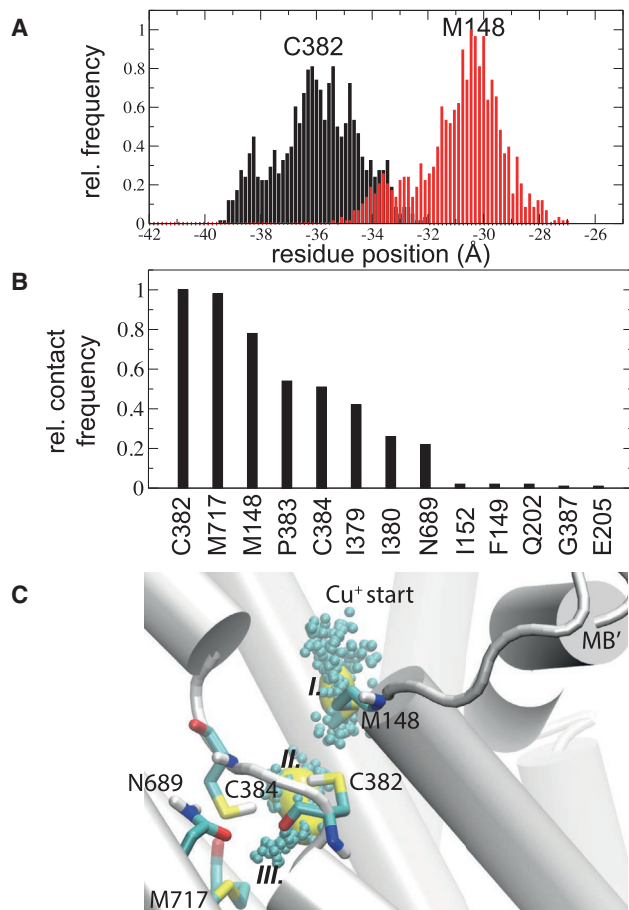 A
C382
M148
rel. frequency
1
0.8
0.6
0.4
0.2
0
-42 -40 -38 -36 -34 -32 -30 -28 -26
residue position (Å)
B
rel. contact
frequency
1
0.8
0.6
0.4
0.2
0
C382 M717 M148 P383 C384 I379 I380 N689 I152 F149 Q202 G387 E205
C
Cu⁺ start
MB'
I.
M148
II.
N689
C384
C382
III.
M717